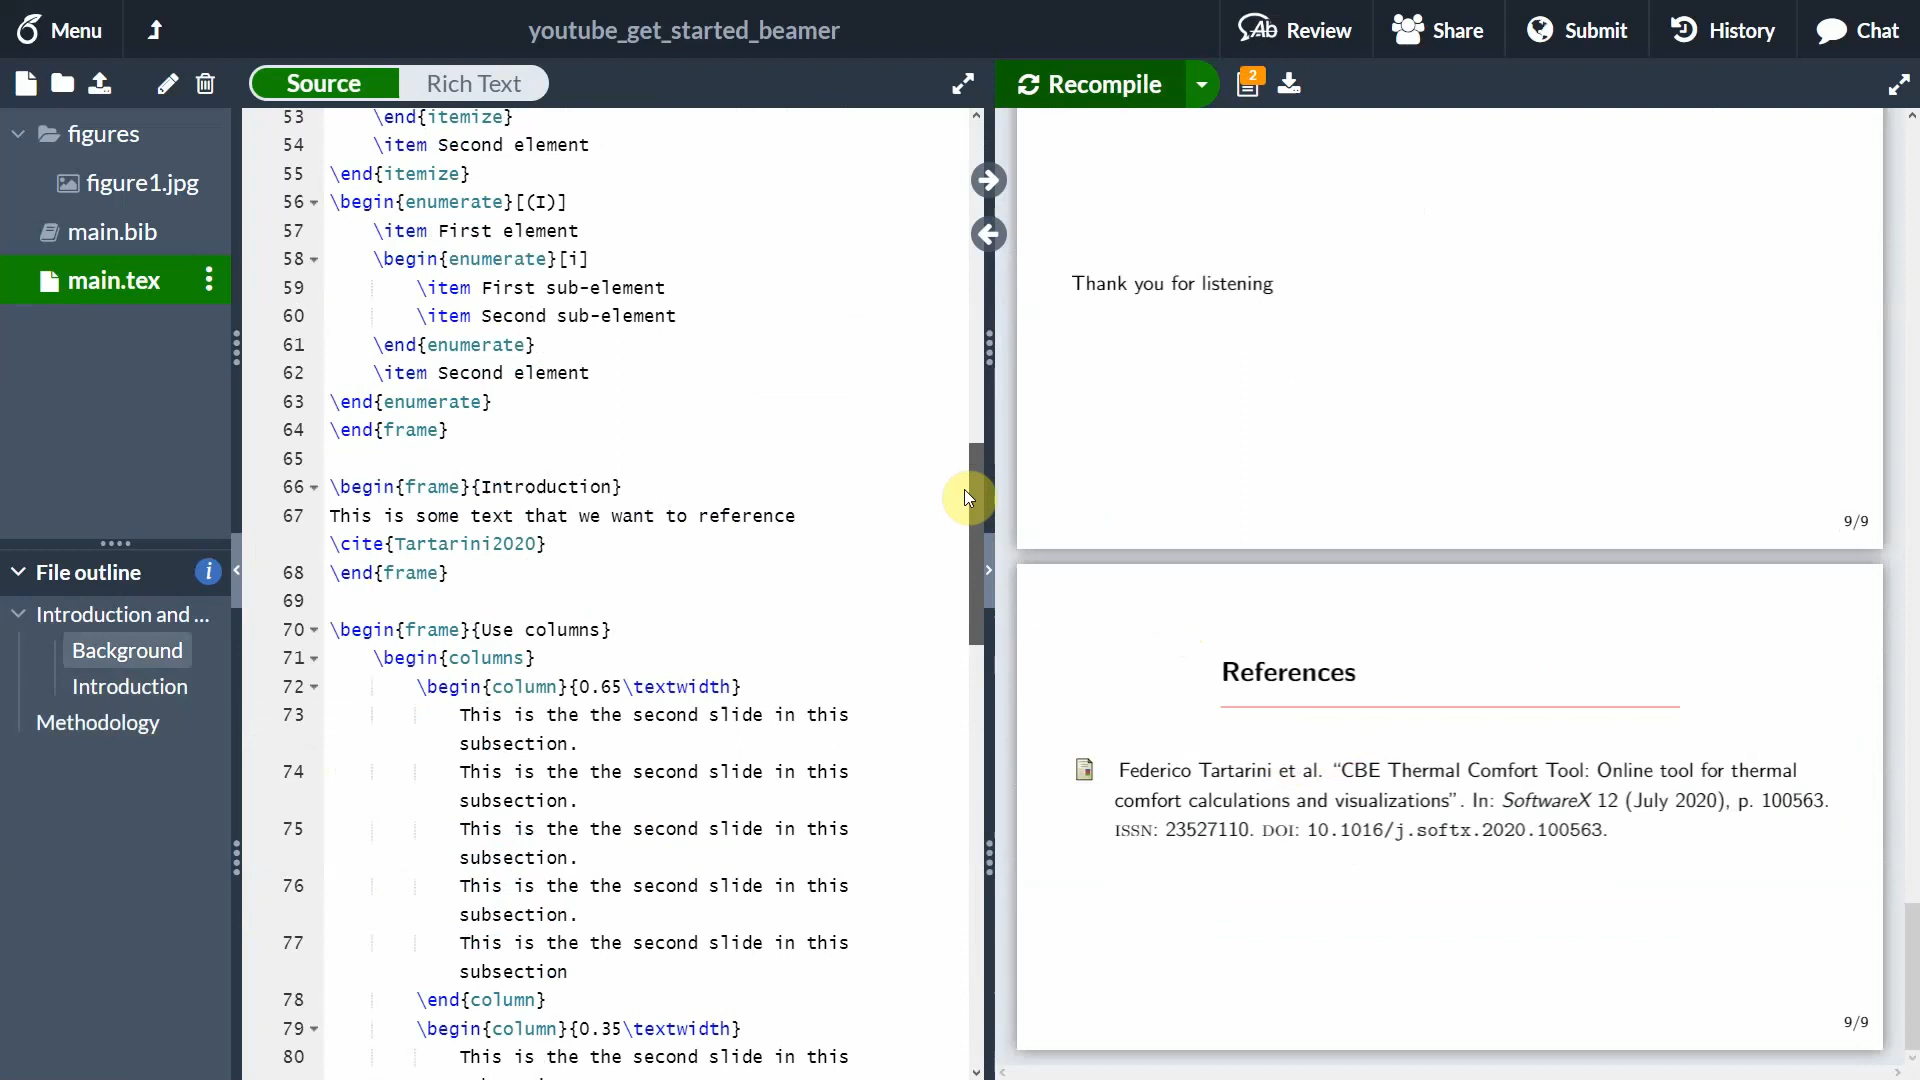 Menu
youtube_get_started_beamer
Review
Share
Submit
History
Chat
Source
Rich Text
Recompile
2
figures
figure1.jpg
main.bib
main.tex
File outline
Introduction and ...
Background
Introduction
Methodology
53 \end{itemize}
54 \item Second element
55 \end{itemize}
56 \begin{enumerate}[(I)]
57 \item First element
58 \begin{enumerate}[i]
59 \item First sub-element
60 \item Second sub-element
61 \end{enumerate}
62 \item Second element
63 \end{enumerate}
64 \end{frame}
65
66 \begin{frame}{Introduction}
67 This is some text that we want to reference
\cite{Tartarini2020}
68 \end{frame}
69
70 \begin{frame}{Use columns}
71 \begin{columns}
72 \begin{column}{0.65\textwidth}
73 This is the the second slide in this
subsection.
74 This is the the second slide in this
subsection.
75 This is the the second slide in this
subsection.
76 This is the the second slide in this
subsection.
77 This is the the second slide in this
subsection
78 \end{column}
79 \begin{column}{0.35\textwidth}
80 This is the the second slide in this
Thank you for listening
9/9
References
Federico Tartarini et al. “CBE Thermal Comfort Tool: Online tool for thermal
comfort calculations and visualizations”. In: SoftwareX 12 (July 2020), p. 100563.
ISSN: 23527110. DOI: 10.1016/j.softx.2020.100563.
9/9